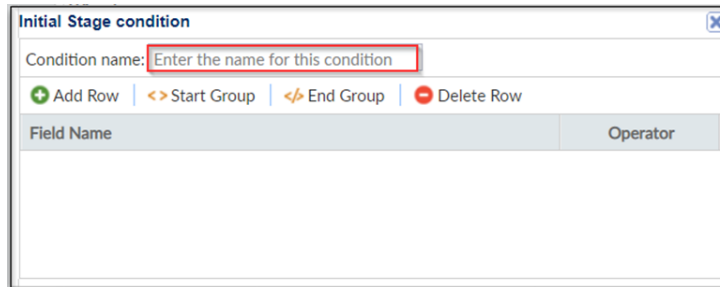 Initial Stage condition
Condition name: Enter the name for this condition
Add Row <> Start Group </> End Group Delete Row
Field Name Operator